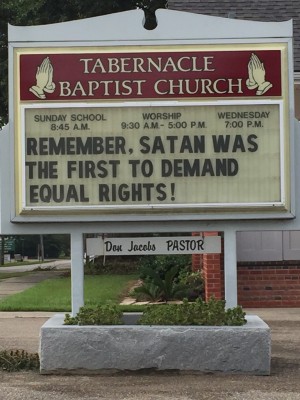 TABERNACLE
BAPTIST CHURCH
SUNDAY SCHOOL WORSHIP WEDNESDAY
8:45 A.M. 9:30 A.M.- 5:00 P.M. 7:00 P.M.
REMEMBER, SATAN WAS
THE FIRST TO DEMAND
EQUAL RIGHTS!
Don Jacobs PASTOR